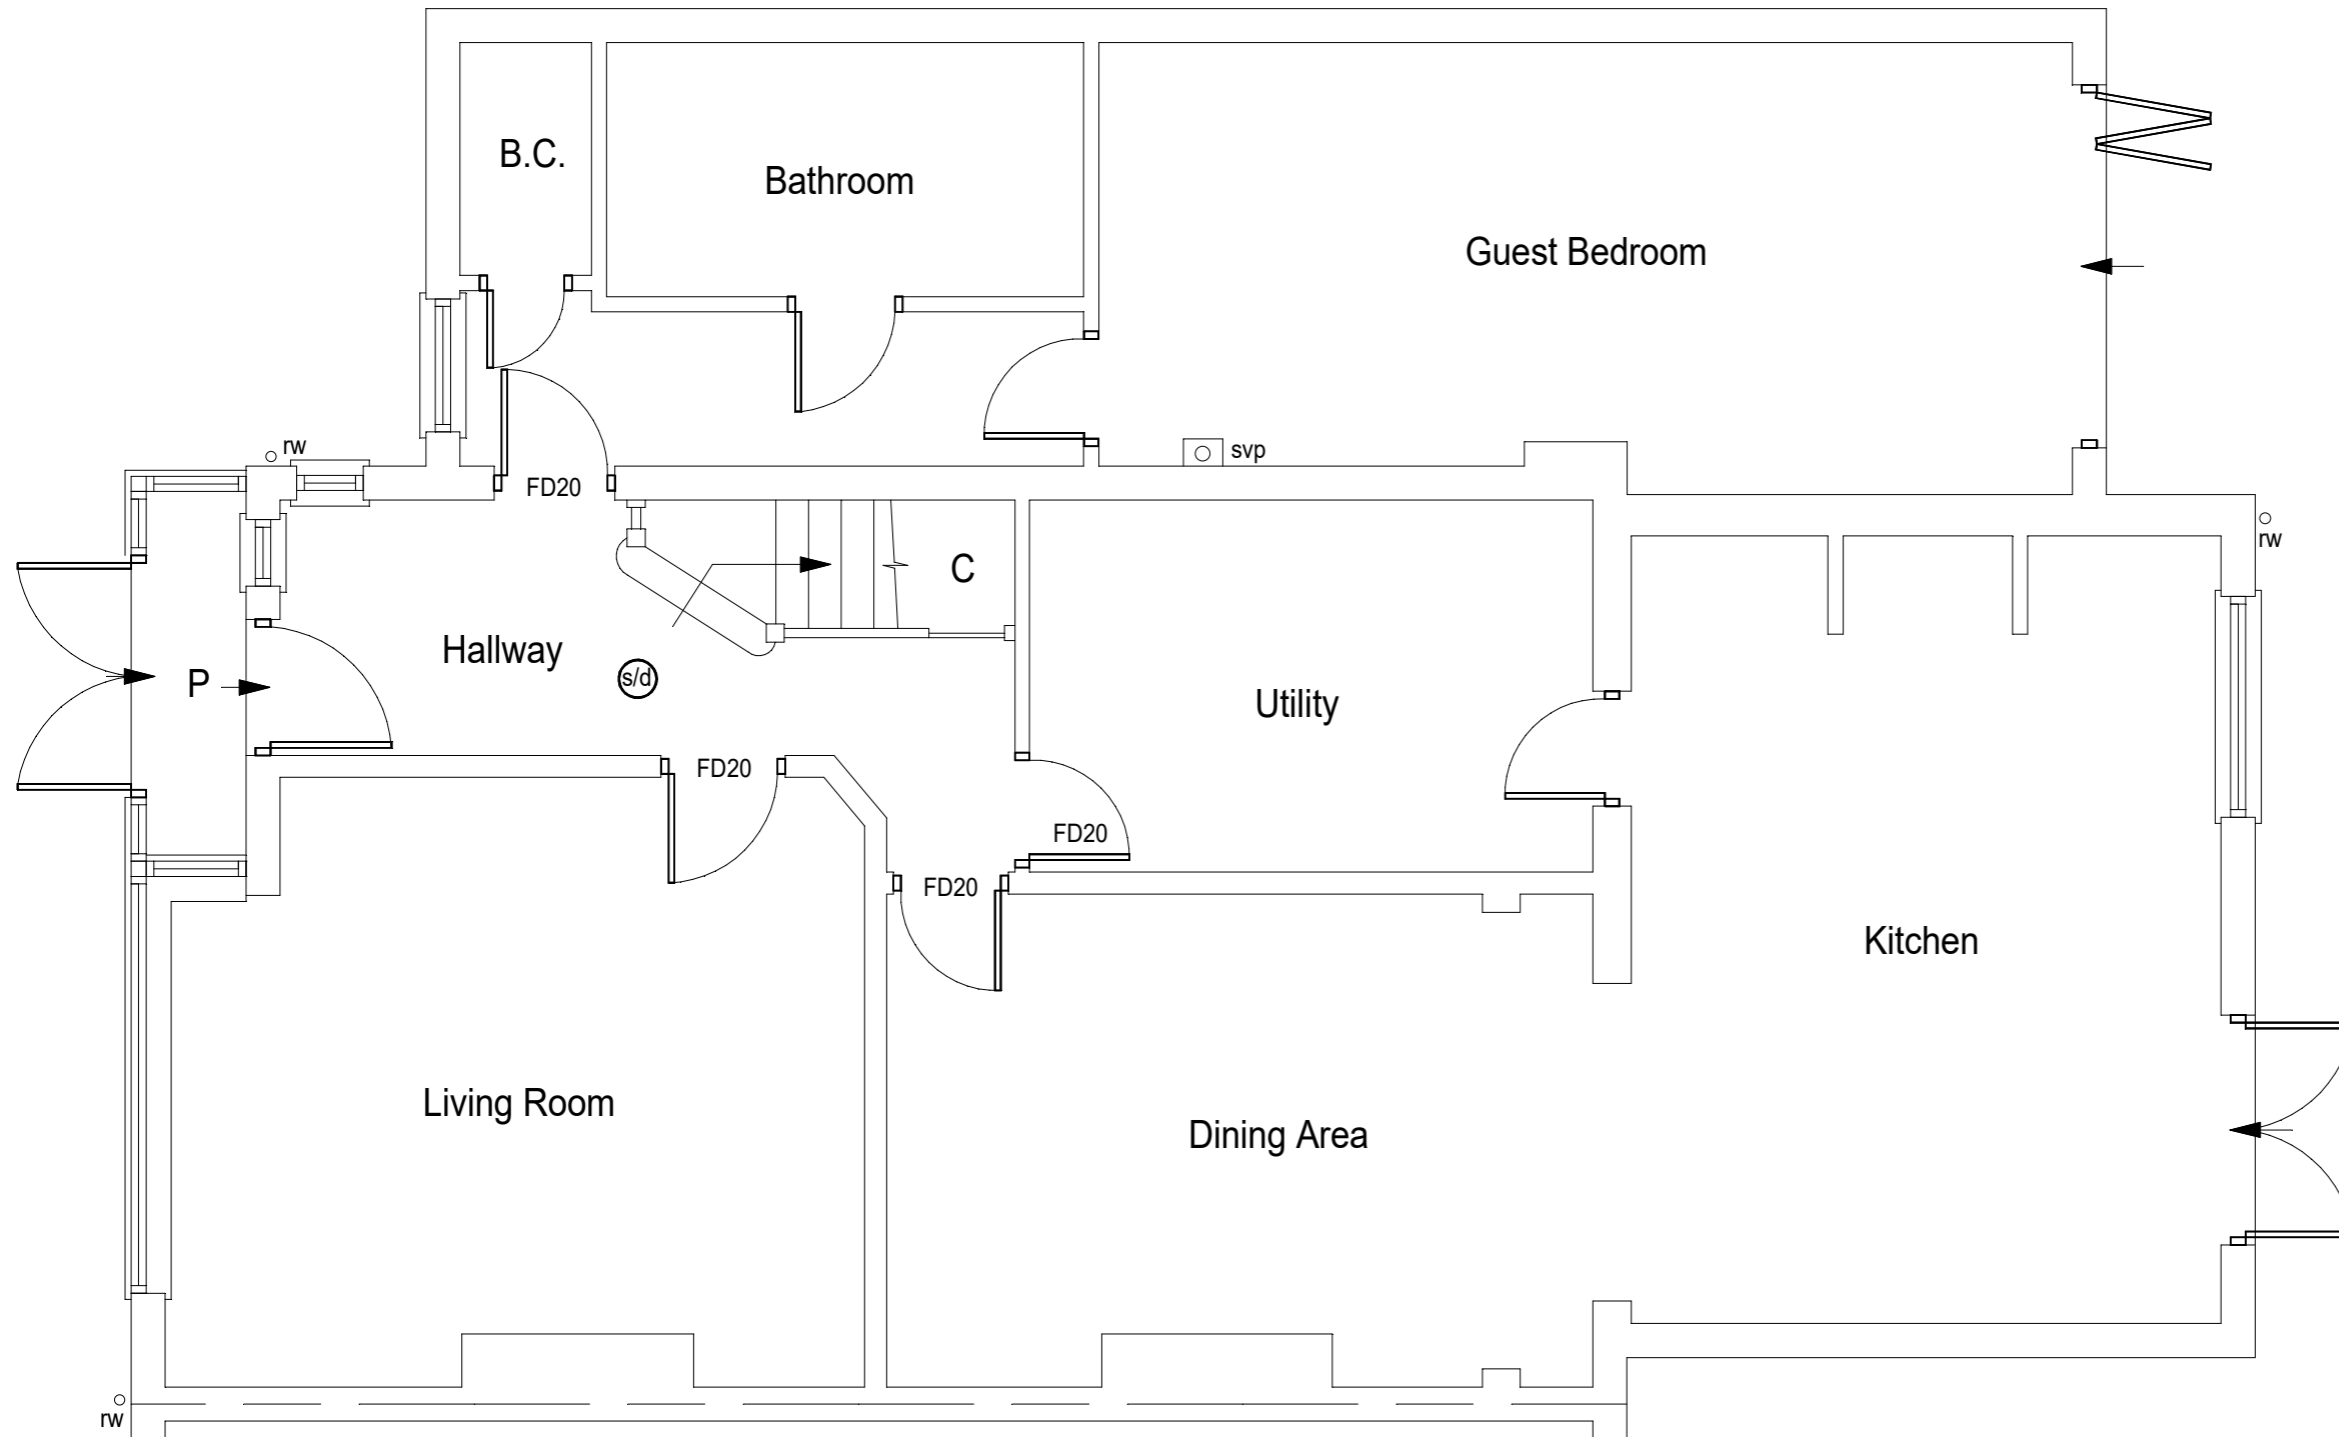 B.C.
Bathroom
Guest Bedroom
rw
svp
FD20
rw
C
Hallway
s/d
P
Utility
FD20
FD20
FD20
Kitchen
Living Room
Dining Area
rw